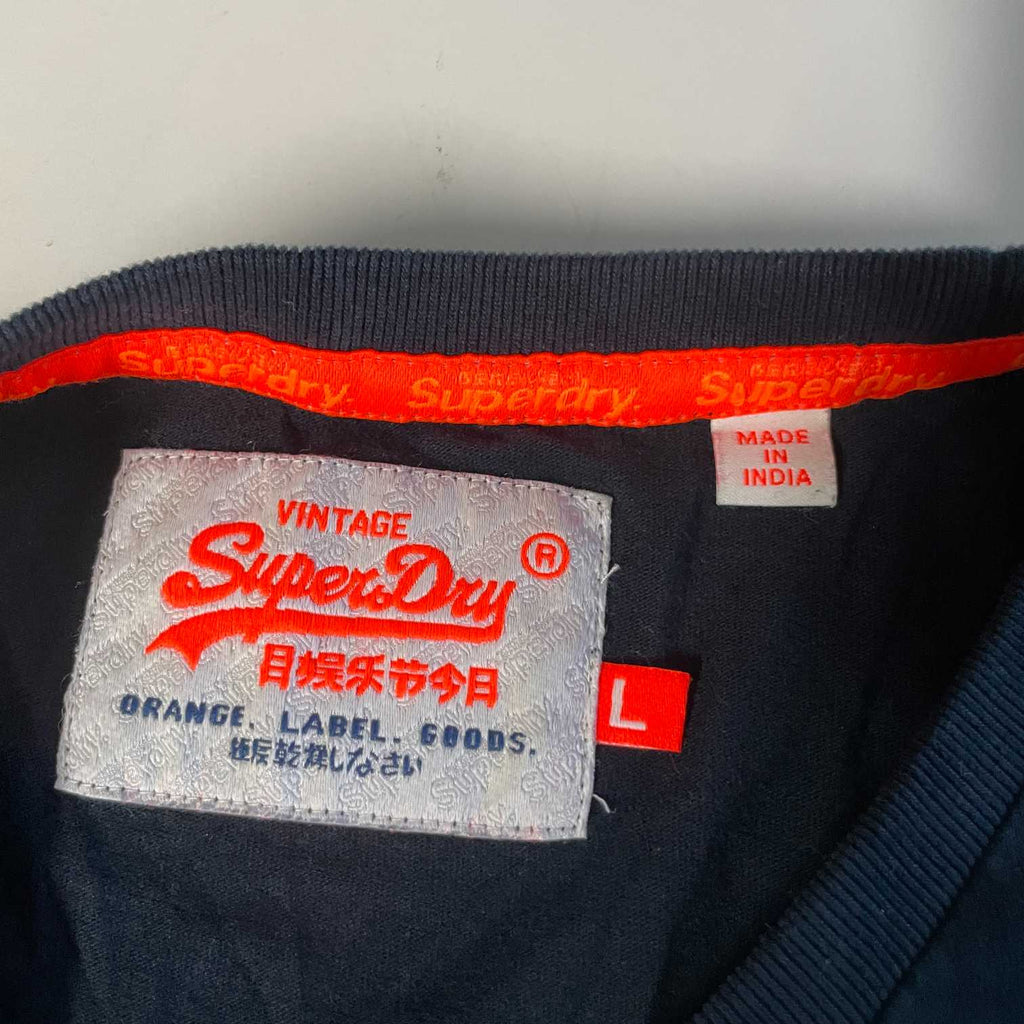 Superdry. Superdry. Superdry
MADE
IN
INDIA
VINTAGE
SuperDry ®
目娱乐节今日
ORANGE. LABEL. GOODS.
極度乾燥しなさい
L